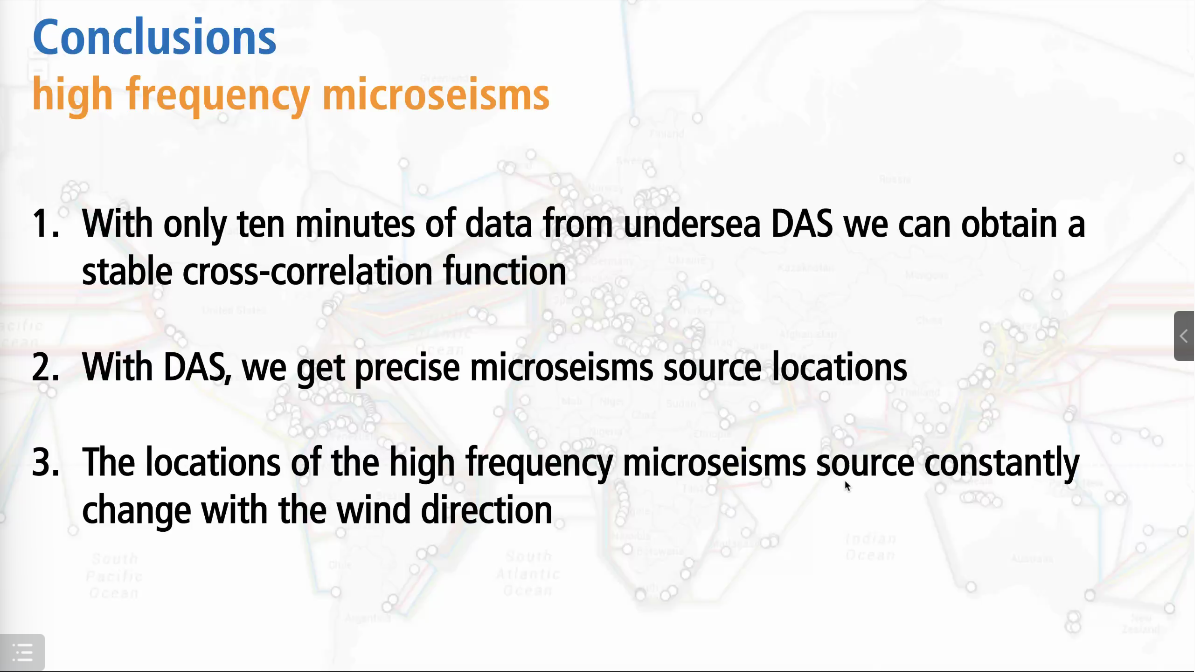 Conclusions
high frequency microseisms
1. With only ten minutes of data from undersea DAS we can obtain a
stable cross-correlation function
2. With DAS, we get precise microseisms source locations
3. The locations of the high frequency microseisms source constantly
change with the wind direction
South
Pacific
Ocean
South
Atlantic
Ocean
Indian
Ocean